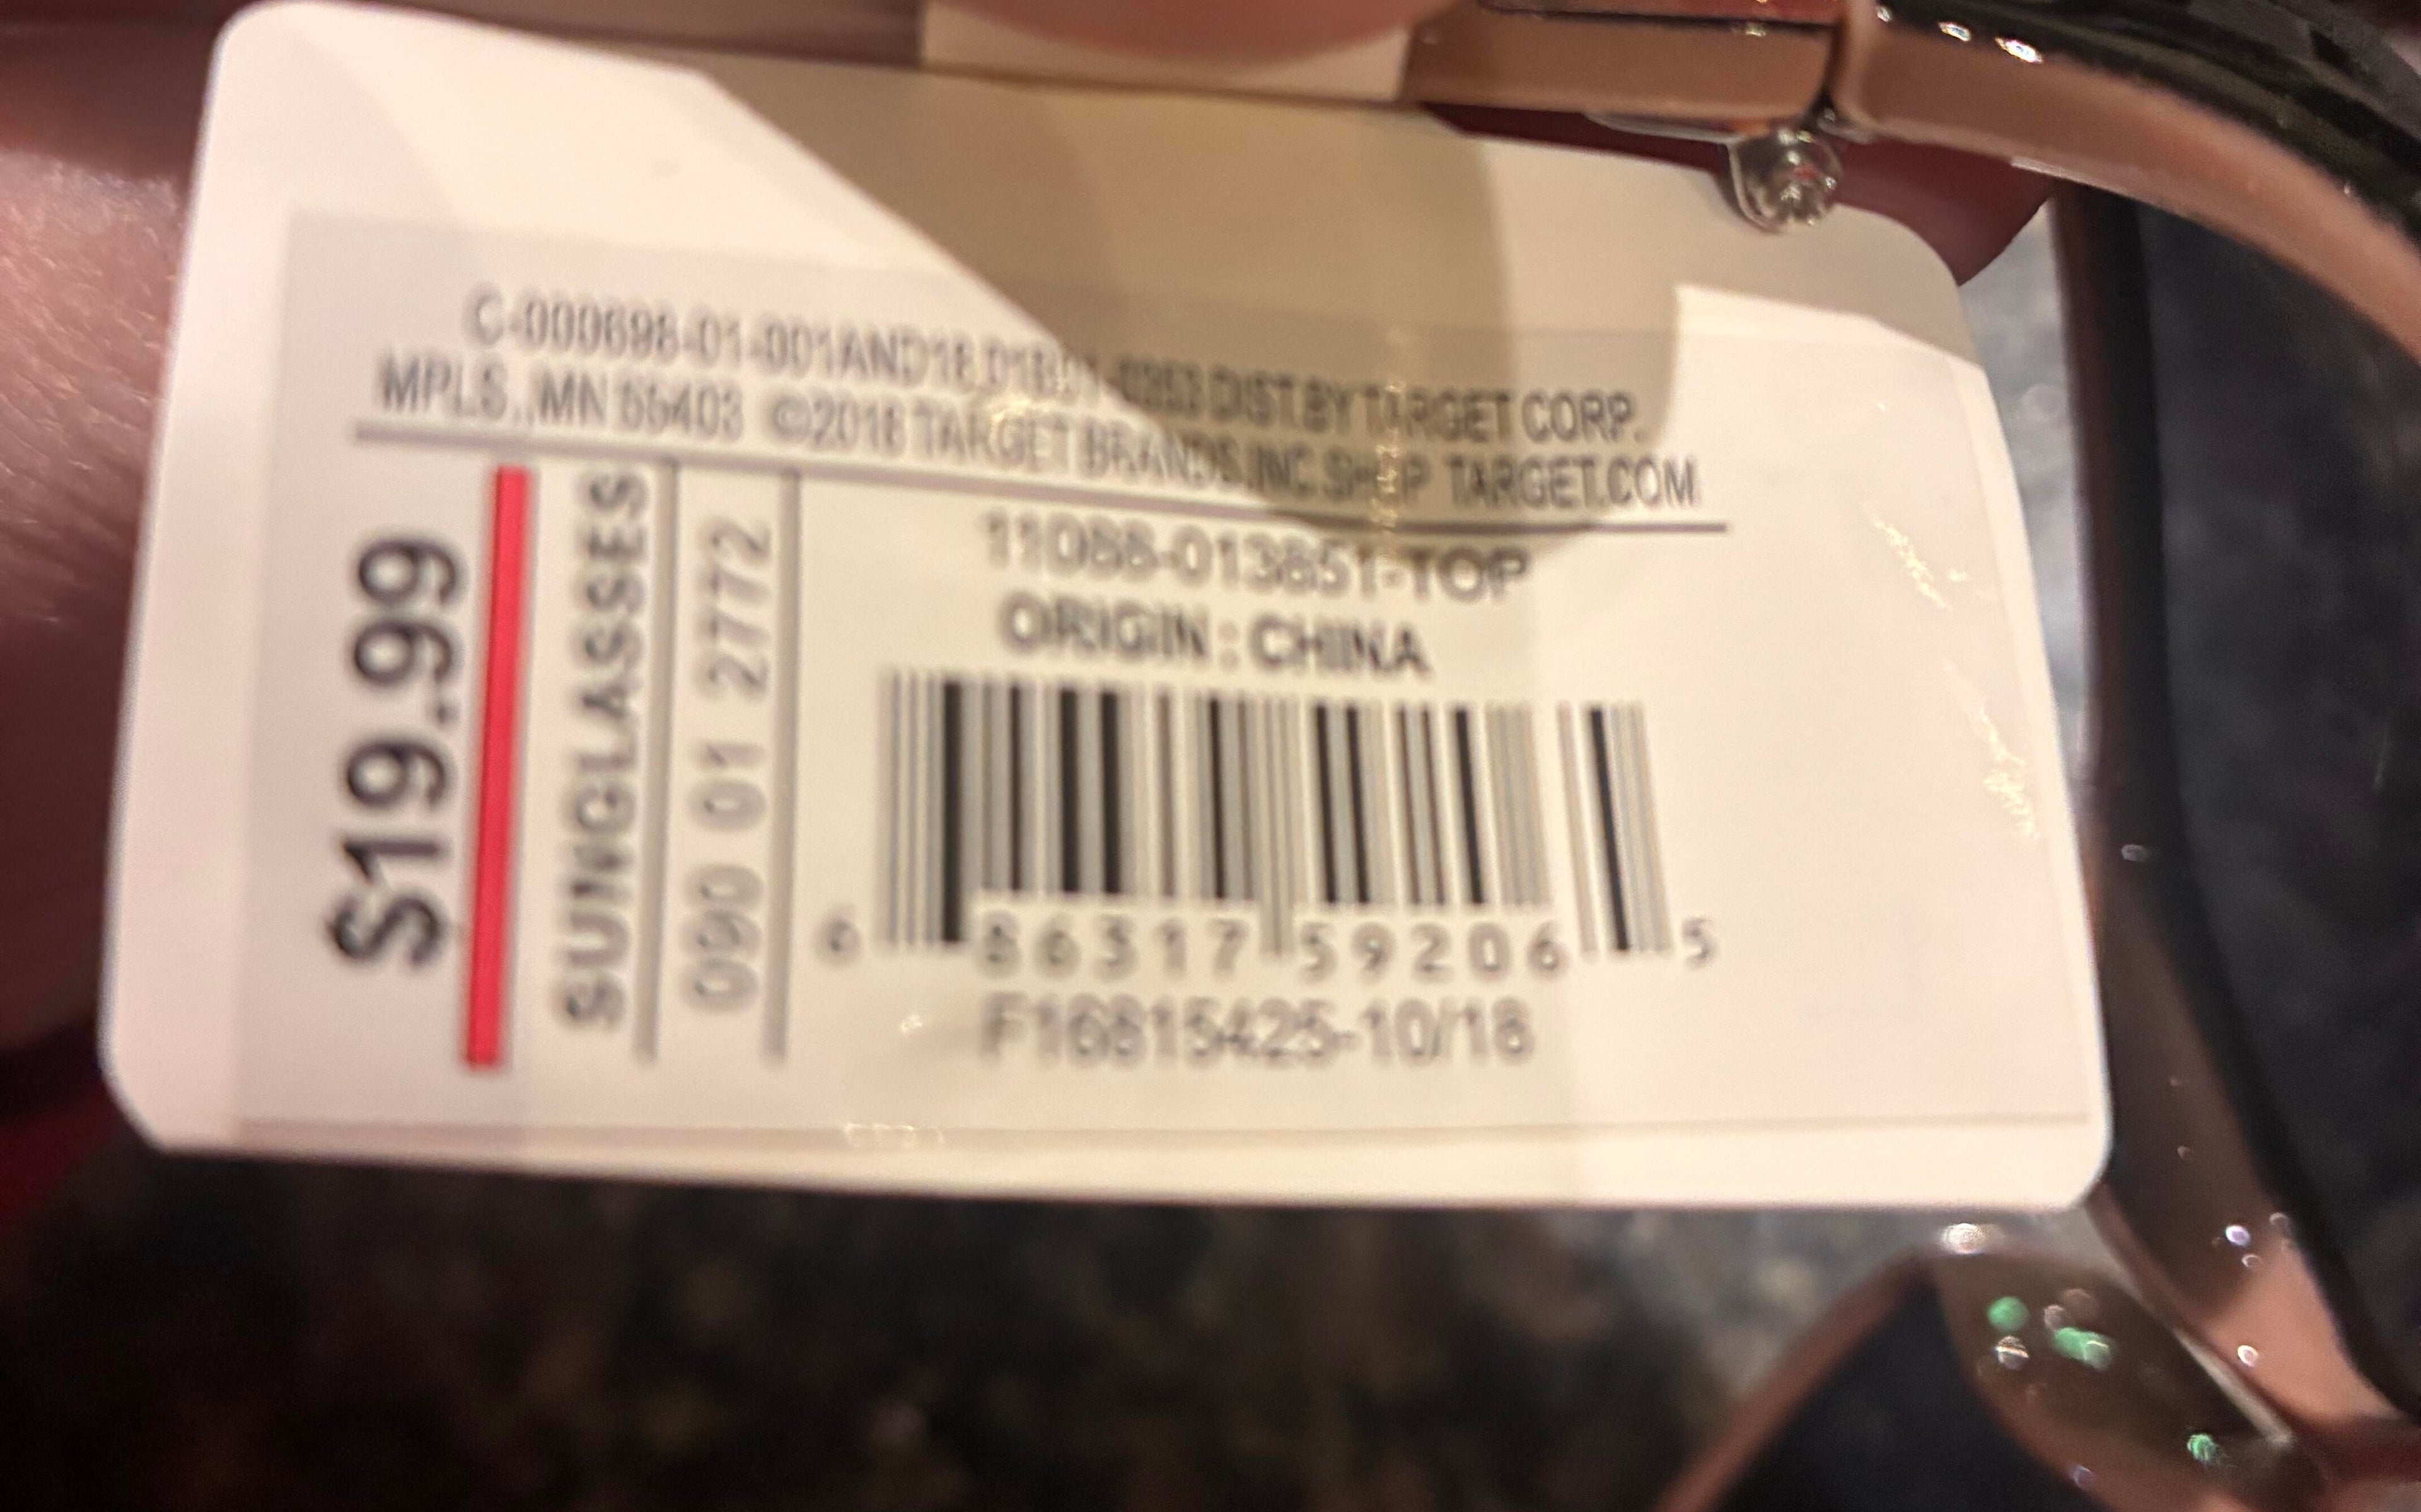 C-000698-01-001AND18 DIST.BY TARGET CORP.
MPLS.,MN 55403 ©2018 TARGET BRANDS,INC.SHOP TARGET.COM
$19.99
SUNGLASSES
090 01 2772
11088-013851-TOP
ORIGIN : CHINA
6 86317 59206 5
F16815425-10/18